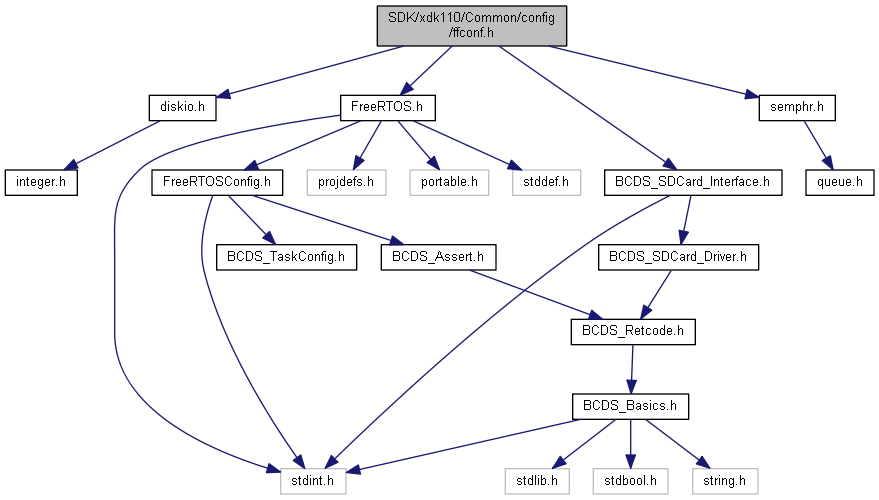 SDK/xdk110/Common/config
/ffconf.h
diskio.h
FreeRTOS.h
semphr.h
integer.h
FreeRTOSConfig.h
projdefs.h
portable.h
stddef.h
BCDS_SDCard_Interface.h
queue.h
BCDS_TaskConfig.h
BCDS_Assert.h
BCDS_SDCard_Driver.h
BCDS_Retcode.h
BCDS_Basics.h
stdint.h
stdlib.h
stdbool.h
string.h